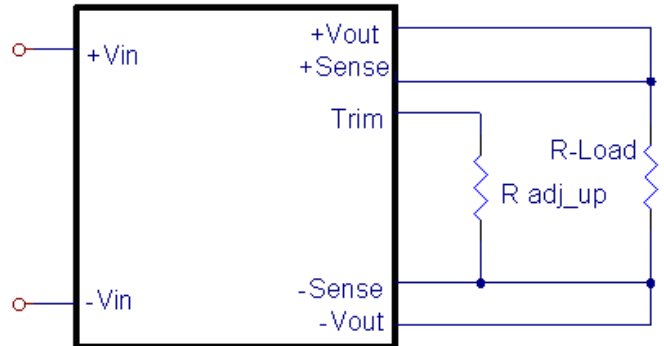 +Vout
+Vin
+Sense
Trim
R-Load
R adj_up
-Sense
-Vin
-Vout